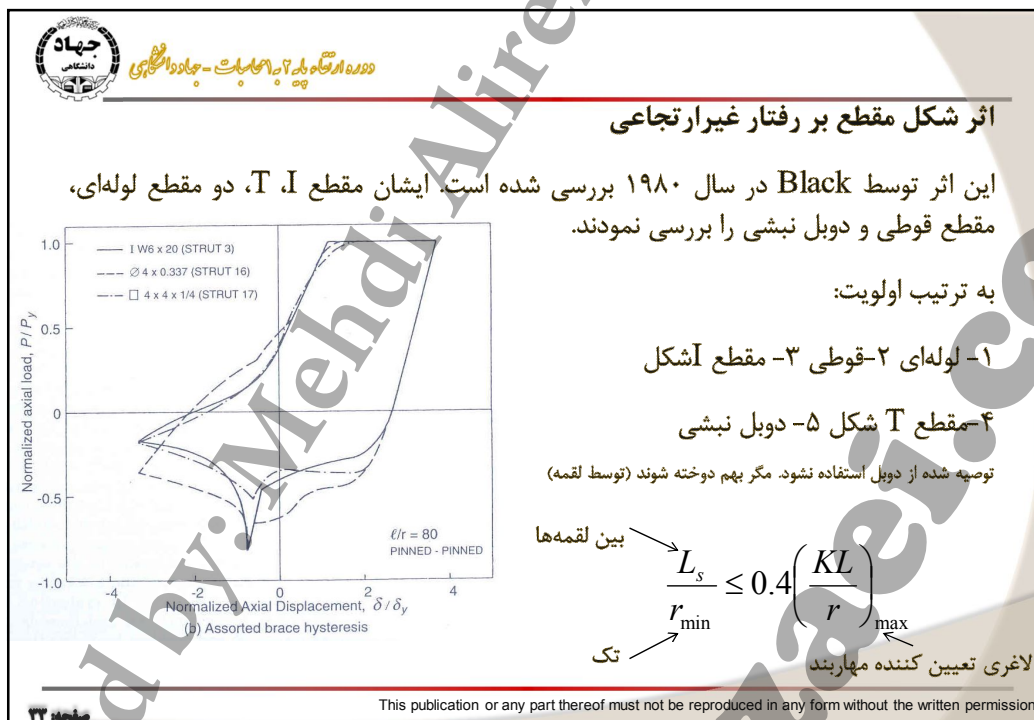 جهاد
دانشگاهی
دوره ارتقاء پایه ۲ به ۱ محاسبات - جهاد دانشگاهی
اثر شکل مقطع بر رفتار غیرارتجاعی
این اثر توسط Black در سال ۱۹۸۰ بررسی شده است. ایشان مقطع I، T، دو مقطع لوله‌ای،
مقطع قوطی و دوبل نبشی را بررسی نمودند.
به ترتیب اولویت:
۱- لوله‌ای ۲-قوطی ۳- مقطع Iشکل
۴-مقطع T شکل ۵- دوبل نبشی
توصیه شده از دوبل استفاده نشود. مگر بهم دوخته شوند (توسط لقمه)
بین لقمه‌ها
L_s / r_min ≤ 0.4 (KL / r)_max
تک
لاغری تعیین کننده مهاربند
Normalized axial load, P / P_y
1.0
0.5
0
-0.5
-1.0
I W6 x 20 (STRUT 3)
∅ 4 x 0.337 (STRUT 16)
□ 4 x 4 x 1/4 (STRUT 17)
ℓ/r = 80
PINNED - PINNED
-4 -2 0 2 4
Normalized Axial Displacement, δ / δ_y
(b) Assorted brace hysteresis
This publication or any part thereof must not be reproduced in any form without the written permission
صفحه: ۳۳
d by: Mehdi Alire
zaei.co